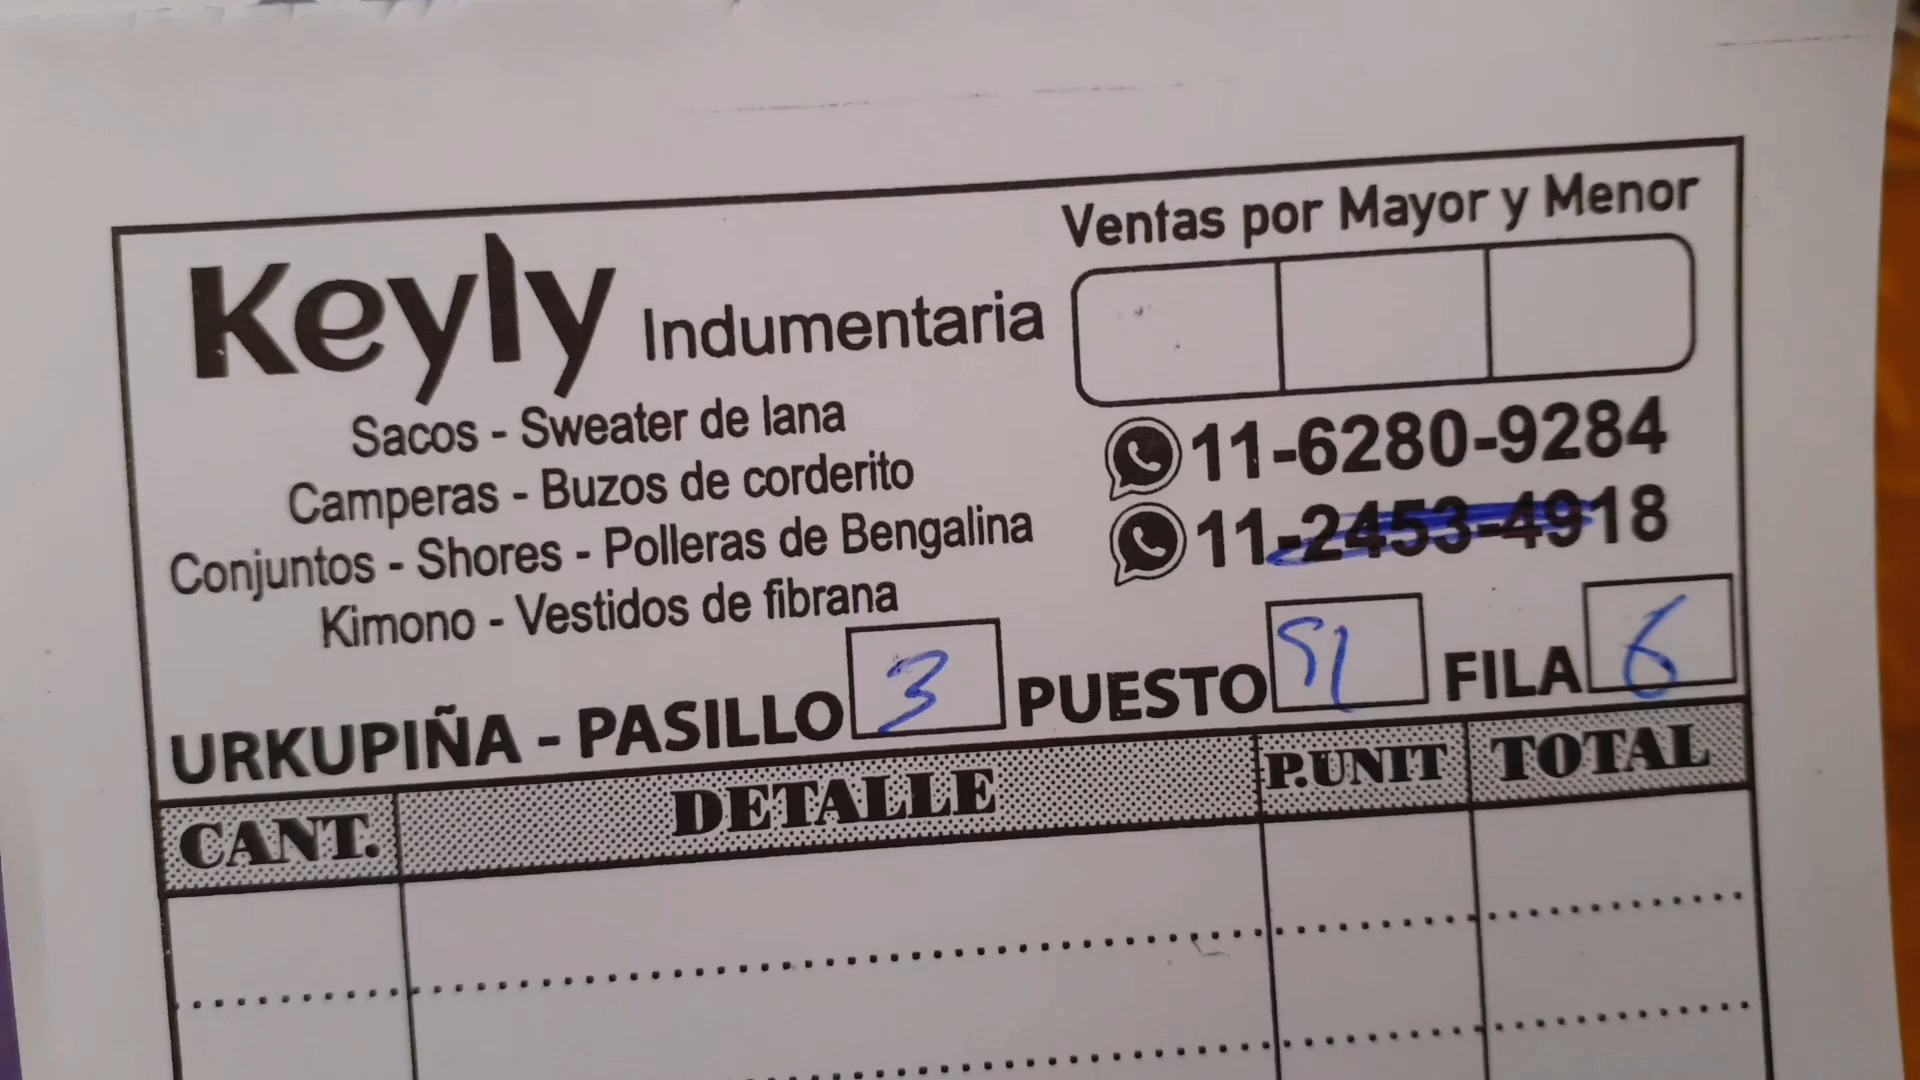 Ventas por Mayor y Menor
Keyly Indumentaria
Sacos - Sweater de lana
Camperas - Buzos de corderito
Conjuntos - Shores - Polleras de Bengalina
Kimono - Vestidos de fibrana
11-6280-9284
11-2453-4918
URKUPIÑA - PASILLO 3 PUESTO FILA 6
CANT. DETALLE P.UNIT TOTAL